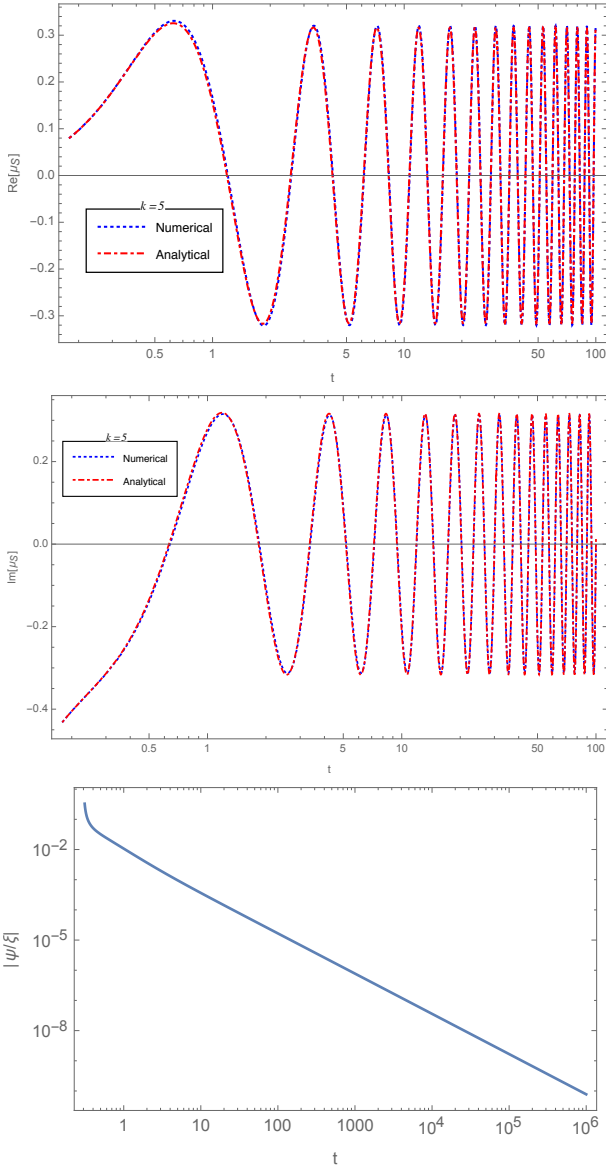 0.3
0.2
0.1
0.0
-0.1
-0.2
-0.3
Re[μS]
k = 5
Numerical
Analytical
0.5 1 5 10 50 100
t
0.2
0.0
-0.2
-0.4
Im[μS]
k = 5
Numerical
Analytical
0.5 1 5 10 50 100
t
10^-2
10^-5
10^-8
|ψ/ξ|
1 10 100 1000 10^4 10^5 10^6
t